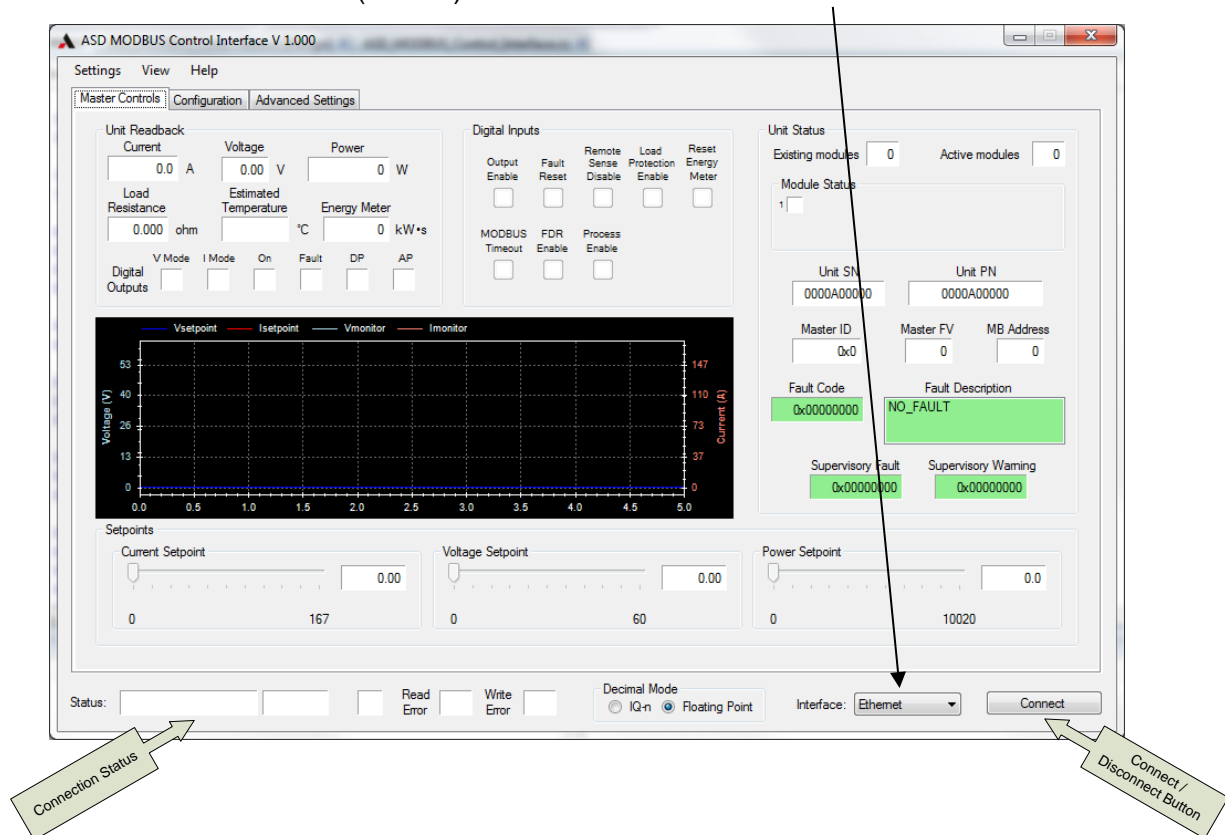 ASD MODBUS Control Interface V 1.000
Settings View Help
Master Controls Configuration Advanced Settings
Unit Readback
Current Voltage Power
0.0 A 0.00 V 0 W
Load Resistance Estimated Temperature Energy Meter
0.000 ohm °C 0 kW•s
V Mode I Mode On Fault DP AP
Digital Outputs
Digital Inputs
Output Enable Fault Reset Remote Sense Disable Load Protection Enable Reset Energy Meter
MODBUS Timeout FDR Enable Process Enable
Unit Status
Existing modules 0 Active modules 0
Module Status
1
Unit SN Unit PN
0000A00000 0000A00000
Master ID Master FV MB Address
0x0 0 0
Fault Code Fault Description
0x00000000 NO_FAULT
Supervisory Fault Supervisory Warning
0x00000000 0x00000000
Vsetpoint Isetpoint Vmonitor Imonitor
Voltage (V)
53
40
26
13
0
147
110
73
37
0
Current (A)
0.0 0.5 1.0 1.5 2.0 2.5 3.0 3.5 4.0 4.5 5.0
Setpoints
Current Setpoint Voltage Setpoint Power Setpoint
0.00 0.00 0.0
0 167 0 60 0 10020
Status: Read Error Write Error
Decimal Mode
IQ-n Floating Point
Interface: Ethernet Connect
Connection Status
Connect /
Disconnect Button